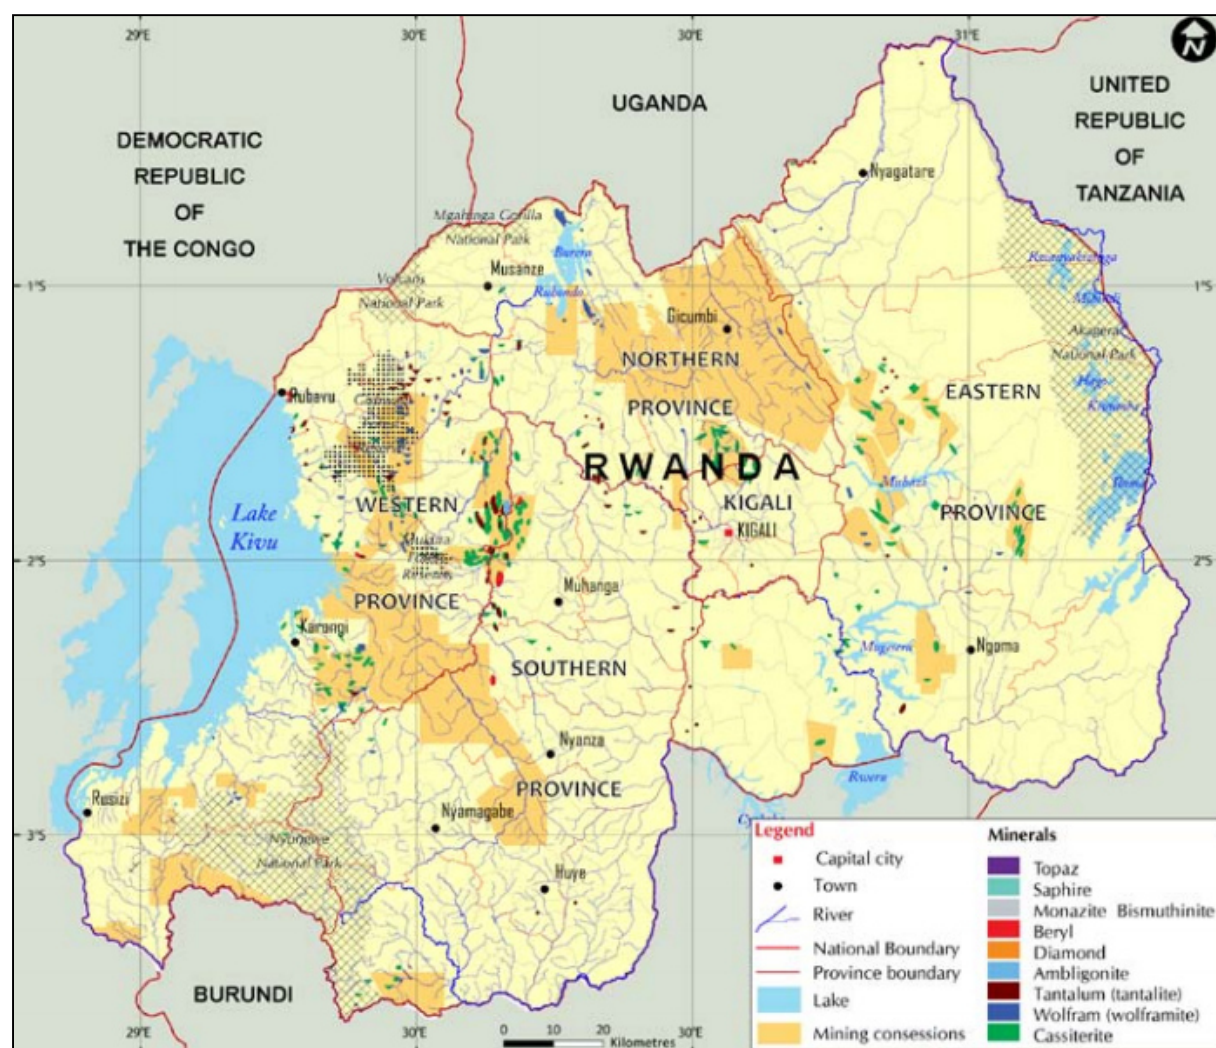 29°E 30°E 30°E 31°E
N
UGANDA
UNITED
REPUBLIC
OF
TANZANIA
DEMOCRATIC
REPUBLIC
OF
THE CONGO
Nyagatare
Mgahinga Gorilla
National Park
Burera
Musanze
Volcans
National Park
Ruhondo
1°S
1°S
Gicumbi
Akagera
National Park
NORTHERN
PROVINCE
Hago
EASTERN
PROVINCE
Rubavu
RWANDA
WESTERN
PROVINCE
Muhazi
KIGALI
KIGALI
Lake
Kivu
2°S
2°S
Muhanga
Karongi
Mugesera
Ngoma
SOUTHERN
PROVINCE
Nyanza
Rweru
Rusizi
Nyamagabe
3°S
Nyungwe
National Park
Huye
BURUNDI
29°E 30°E 30°E
0 10 20
Kilometres
Legend
Capital city
Town
River
National Boundary
Province boundary
Lake
Mining consessions
Minerals
Topaz
Saphire
Monazite Bismuthinite
Beryl
Diamond
Ambligonite
Tantalum (tantalite)
Wolfram (wolframite)
Cassiterite